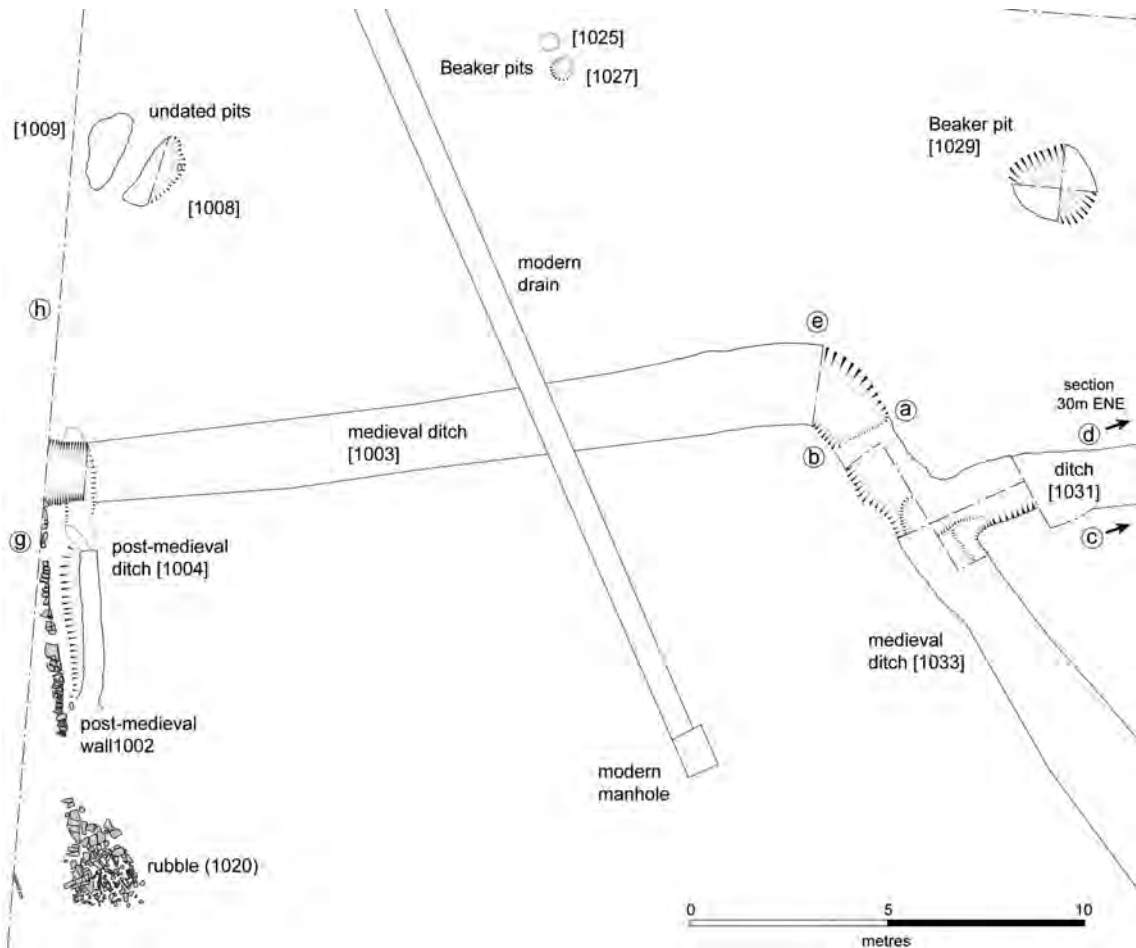 [1025]
Beaker pits
[1027]
undated pits
[1009]
[1008]
Beaker pit
[1029]
modern
drain
h
e
a
section
30m ENE
d
medieval ditch
[1003]
b
ditch
[1031]
c
g
post-medieval
ditch [1004]
medieval
ditch [1033]
post-medieval
wall1002
modern
manhole
rubble (1020)
0 5 10
metres